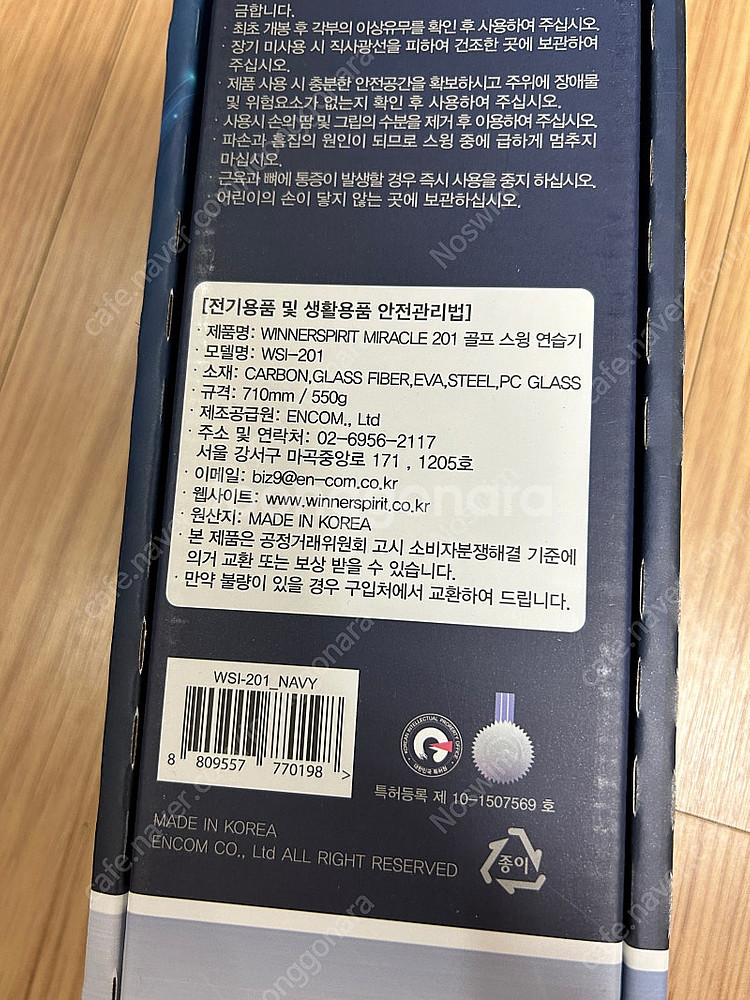 금합니다.
· 최초 개봉 후 각부의 이상유무를 확인 후 사용하여 주십시오.
· 장기 미사용 시 직사광선을 피하여 건조한 곳에 보관하여
주십시오.
· 제품 사용 시 충분한 안전공간을 확보하시고 주위에 장애물
및 위험요소가 없는지 확인 후 사용하여 주십시오.
· 사용시 손의 땀 및 그립의 수분을 제거 후 이용하여 주십시오.
· 파손과 흠집의 원인이 되므로 스윙 중에 급하게 멈추지
마십시오.
· 근육과 뼈에 통증이 발생할 경우 즉시 사용을 중지 하십시오.
어린이의 손이 닿지 않는 곳에 보관하십시오.
[전기용품 및 생활용품 안전관리법]
· 제품명: WINNERSPIRIT MIRACLE 201 골프 스윙 연습기
· 모델명: WSI-201
· 소재: CARBON,GLASS FIBER,EVA,STEEL,PC GLASS
· 규격: 710mm / 550g
· 제조공급원: ENCOM., Ltd
· 주소 및 연락처: 02-6956-2117
서울 강서구 마곡중앙로 171 , 1205호
· 이메일: biz9@en-com.co.kr
· 웹사이트: www.winnerspirit.co.kr
· 원산지: MADE IN KOREA
· 본 제품은 공정거래위원회 고시 소비자분쟁해결 기준에
의거 교환 또는 보상 받을 수 있습니다.
· 만약 불량이 있을 경우 구입처에서 교환하여 드립니다.
WSI-201_NAVY
8 809557 770198 >
KOREAN INTELLECTUAL PROPERTY OFFICE
대한민국 특허청
특허등록 제 10-1507569 호
MADE IN KOREA
ENCOM CO., Ltd ALL RIGHT RESERVED
종이
cafe.naver.com